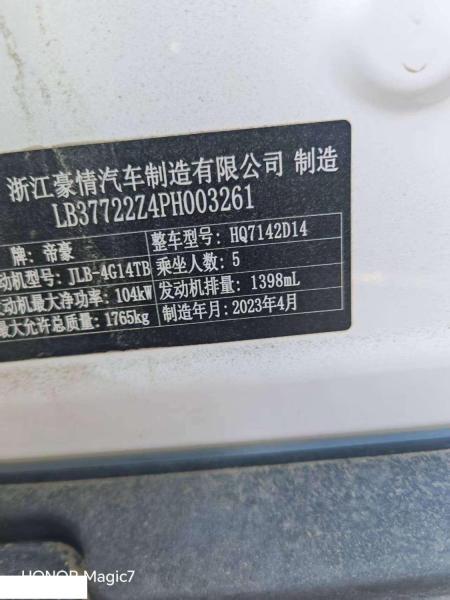 浙江豪情汽车制造有限公司 制造
LB37722Z4PH003261
牌: 帝豪 整车型号: HQ7142D14
动机型号: JLB-4G14TB 乘坐人数: 5
动机最大净功率: 104kW 发动机排量: 1398mL
最大允许总质量: 1765kg 制造年月: 2023年4月
HONOR Magic7